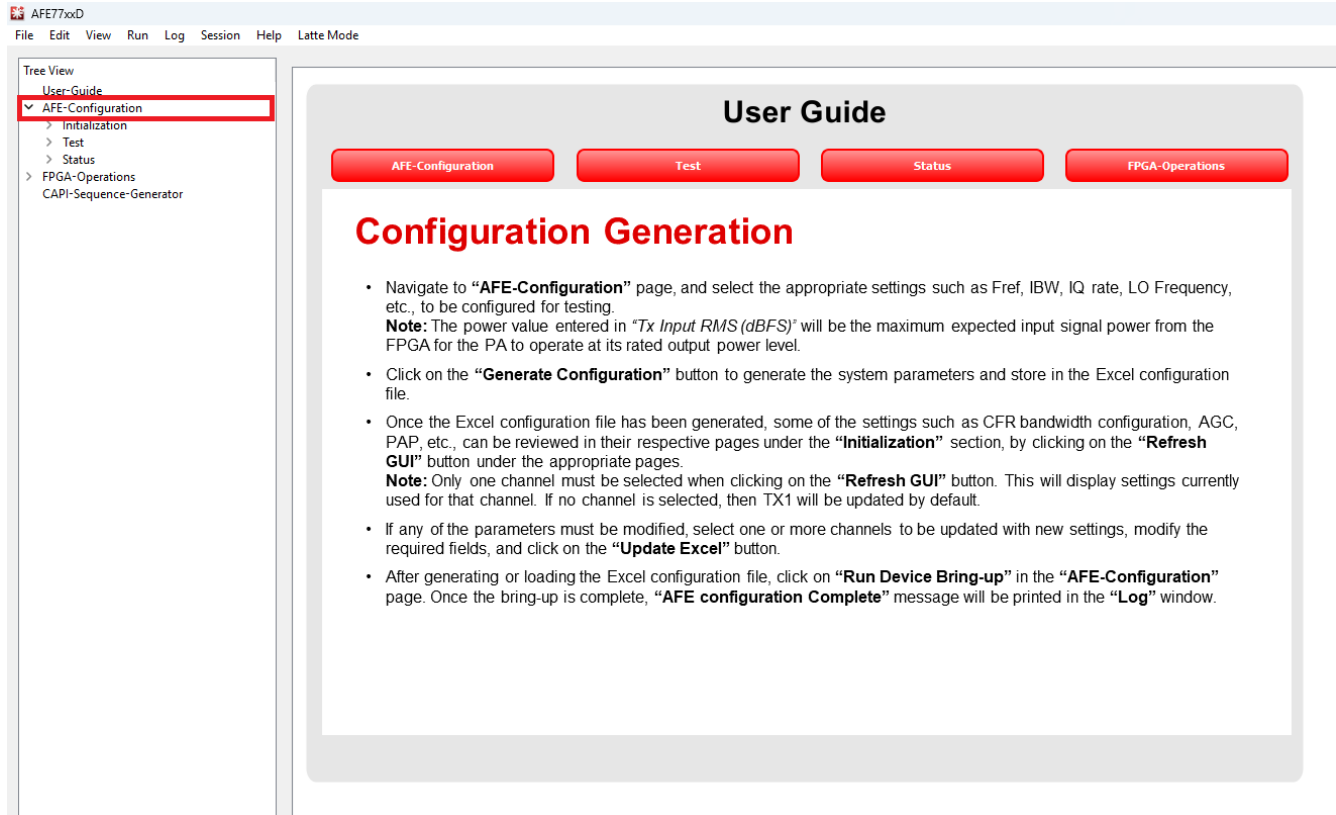 AFE77xxD
File Edit View Run Log Session Help Latte Mode
Tree View
User-Guide
AFE-Configuration
Initialization
Test
Status
FPGA-Operations
CAPI-Sequence-Generator
User Guide
AFE-Configuration Test Status FPGA-Operations
Configuration Generation
• Navigate to “AFE-Configuration” page, and select the appropriate settings such as Fref, IBW, IQ rate, LO Frequency,
etc., to be configured for testing.
Note: The power value entered in “Tx Input RMS (dBFS)” will be the maximum expected input signal power from the
FPGA for the PA to operate at its rated output power level.
• Click on the “Generate Configuration” button to generate the system parameters and store in the Excel configuration
file.
• Once the Excel configuration file has been generated, some of the settings such as CFR bandwidth configuration, AGC,
PAP, etc., can be reviewed in their respective pages under the “Initialization” section, by clicking on the “Refresh
GUI” button under the appropriate pages.
Note: Only one channel must be selected when clicking on the “Refresh GUI” button. This will display settings currently
used for that channel. If no channel is selected, then TX1 will be updated by default.
• If any of the parameters must be modified, select one or more channels to be updated with new settings, modify the
required fields, and click on the “Update Excel” button.
• After generating or loading the Excel configuration file, click on “Run Device Bring-up” in the “AFE-Configuration”
page. Once the bring-up is complete, “AFE configuration Complete” message will be printed in the “Log” window.